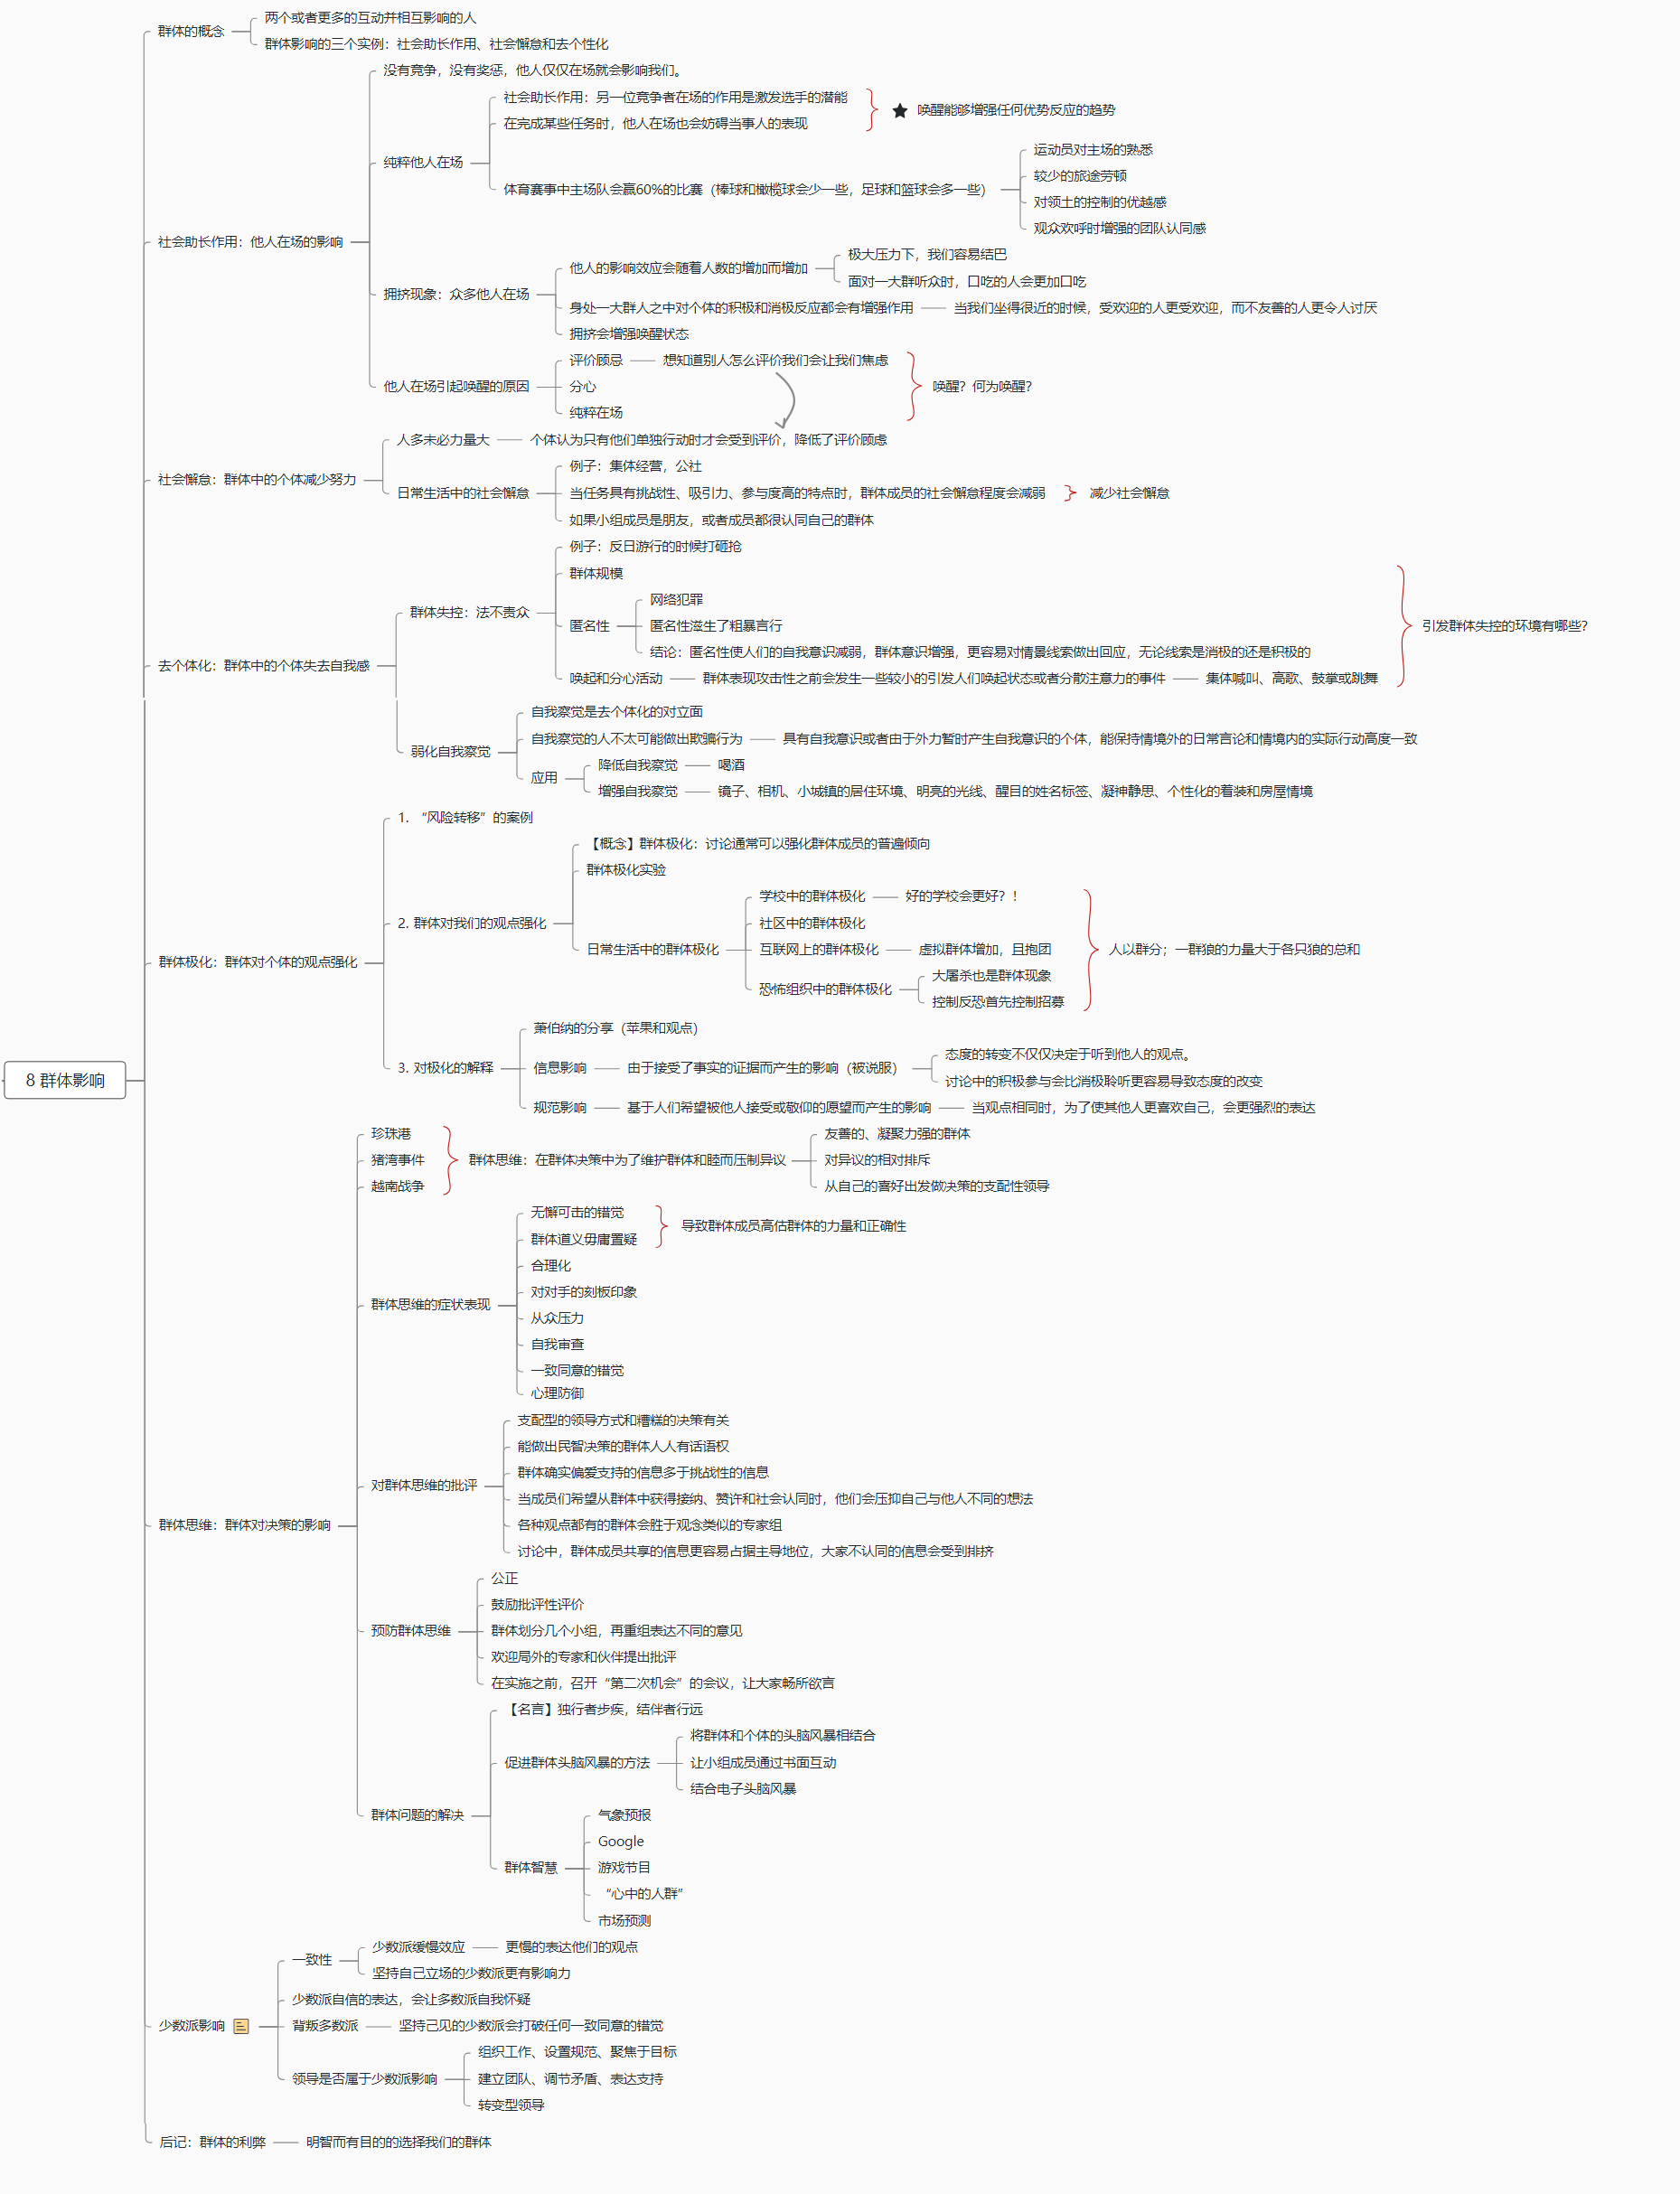 群体的概念
两个或者更多的互动并相互影响的人
群体影响的三个实例：社会助长作用、社会懈怠和去个性化
社会助长作用：他人在场的影响
没有竞争，没有奖惩，他人仅仅在场就会影响我们。
纯粹他人在场
社会助长作用：另一位竞争者在场的作用是激发选手的潜能
在完成某些任务时，他人在场也会妨碍当事人的表现
唤醒能够增强任何优势反应的趋势
体育赛事中主场队会赢60%的比赛（棒球和橄榄球会少一些，足球和篮球会多一些）
运动员对主场的熟悉
较少的旅途劳顿
对领土的控制的优越感
观众欢呼时增强的团队认同感
拥挤现象：众多他人在场
他人的影响效应会随着人数的增加而增加
极大压力下，我们容易结巴
面对一大群听众时，口吃的人会更加口吃
身处一大群人之中对个体的积极和消极反应都会有增强作用
当我们坐得很近的时候，受欢迎的人更受欢迎，而不友善的人更令人讨厌
拥挤会增强唤醒状态
他人在场引起唤醒的原因
评价顾忌
想知道别人怎么评价我们会让我们焦虑
分心
纯粹在场
唤醒？何为唤醒？
社会懈怠：群体中的个体减少努力
人多未必力量大
个体认为只有他们单独行动时才会受到评价，降低了评价顾虑
日常生活中的社会懈怠
例子：集体经营，公社
当任务具有挑战性、吸引力、参与度高的特点时，群体成员的社会懈怠程度会减弱
减少社会懈怠
如果小组成员是朋友，或者成员都很认同自己的群体
去个体化：群体中的个体失去自我感
群体失控：法不责众
例子：反日游行的时候打砸抢
群体规模
匿名性
网络犯罪
匿名性滋生了粗暴言行
结论：匿名性使人们的自我意识减弱，群体意识增强，更容易对情景线索做出回应，无论线索是消极的还是积极的
唤起和分心活动
群体表现攻击性之前会发生一些较小的引发人们唤起状态或者分散注意力的事件
集体喊叫、高歌、鼓掌或跳舞
引发群体失控的环境有哪些？
弱化自我察觉
自我察觉是去个体化的对立面
自我察觉的人不太可能做出欺骗行为
具有自我意识或者由于外力暂时产生自我意识的个体，能保持情境外的日常言论和情境内的实际行动高度一致
应用
降低自我察觉
喝酒
增强自我察觉
镜子、相机、小城镇的居住环境、明亮的光线、醒目的姓名标签、凝神静思、个性化的着装和房屋情境
8 群体影响
群体极化：群体对个体的观点强化
1. “风险转移”的案例
2. 群体对我们的观点强化
【概念】群体极化：讨论通常可以强化群体成员的普遍倾向
群体极化实验
日常生活中的群体极化
学校中的群体极化
好的学校会更好？！
社区中的群体极化
互联网上的群体极化
虚拟群体增加，且抱团
恐怖组织中的群体极化
大屠杀也是群体现象
控制反恐首先控制招募
人以群分；一群狼的力量大于各只狼的总和
3. 对极化的解释
萧伯纳的分享（苹果和观点）
信息影响
由于接受了事实的证据而产生的影响（被说服）
态度的转变不仅仅决定于听到他人的观点。
讨论中的积极参与会比消极聆听更容易导致态度的改变
规范影响
基于人们希望被他人接受或敬仰的愿望而产生的影响
当观点相同时，为了使其他人更喜欢自己，会更强烈的表达
群体思维：群体对决策的影响
珍珠港
猪湾事件
越南战争
群体思维：在群体决策中为了维护群体和睦而压制异议
友善的、凝聚力强的群体
对异议的相对排斥
从自己的喜好出发做决策的支配性领导
群体思维的症状表现
无懈可击的错觉
群体道义毋庸置疑
导致群体成员高估群体的力量和正确性
合理化
对对手的刻板印象
从众压力
自我审查
一致同意的错觉
心理防御
对群体思维的批评
支配型的领导方式和糟糕的决策有关
能做出民智决策的群体人人有话语权
群体确实偏爱支持的信息多于挑战性的信息
当成员们希望从群体中获得接纳、赞许和社会认同时，他们会压抑自己与他人不同的想法
各种观点都有的群体会胜于观念类似的专家组
讨论中，群体成员共享的信息更容易占据主导地位，大家不认同的信息会受到排挤
预防群体思维
公正
鼓励批评性评价
群体划分几个小组，再重组表达不同的意见
欢迎局外的专家和伙伴提出批评
在实施之前，召开“第二次机会”的会议，让大家畅所欲言
群体问题的解决
【名言】独行者步疾，结伴者行远
促进群体头脑风暴的方法
将群体和个体的头脑风暴相结合
让小组成员通过书面互动
结合电子头脑风暴
群体智慧
气象预报
Google
游戏节目
“心中的人群”
市场预测
少数派影响
一致性
少数派缓慢效应
更慢的表达他们的观点
坚持自己立场的少数派更有影响力
少数派自信的表达，会让多数派自我怀疑
背叛多数派
坚持己见的少数派会打破任何一致同意的错觉
领导是否属于少数派影响
组织工作、设置规范、聚焦于目标
建立团队、调节矛盾、表达支持
转变型领导
后记：群体的利弊
明智而有目的的选择我们的群体